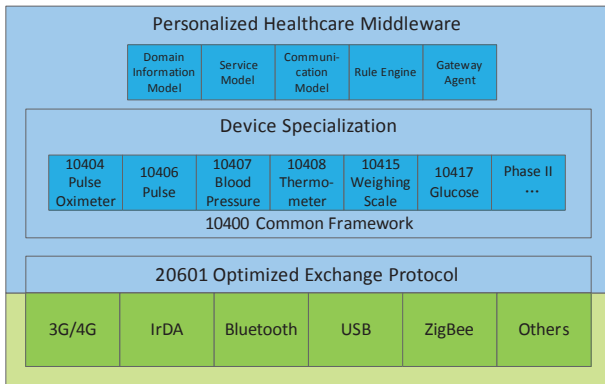 Personalized Healthcare Middleware
Domain
Information
Model
Service
Model
Communi-
cation
Model
Rule Engine
Gateway
Agent
Device Specialization
10404
Pulse
Oximeter
10406
Pulse
10407
Blood
Pressure
10408
Thermo-
meter
10415
Weighing
Scale
10417
Glucose
Phase II
...
10400 Common Framework
20601 Optimized Exchange Protocol
3G/4G
IrDA
Bluetooth
USB
ZigBee
Others